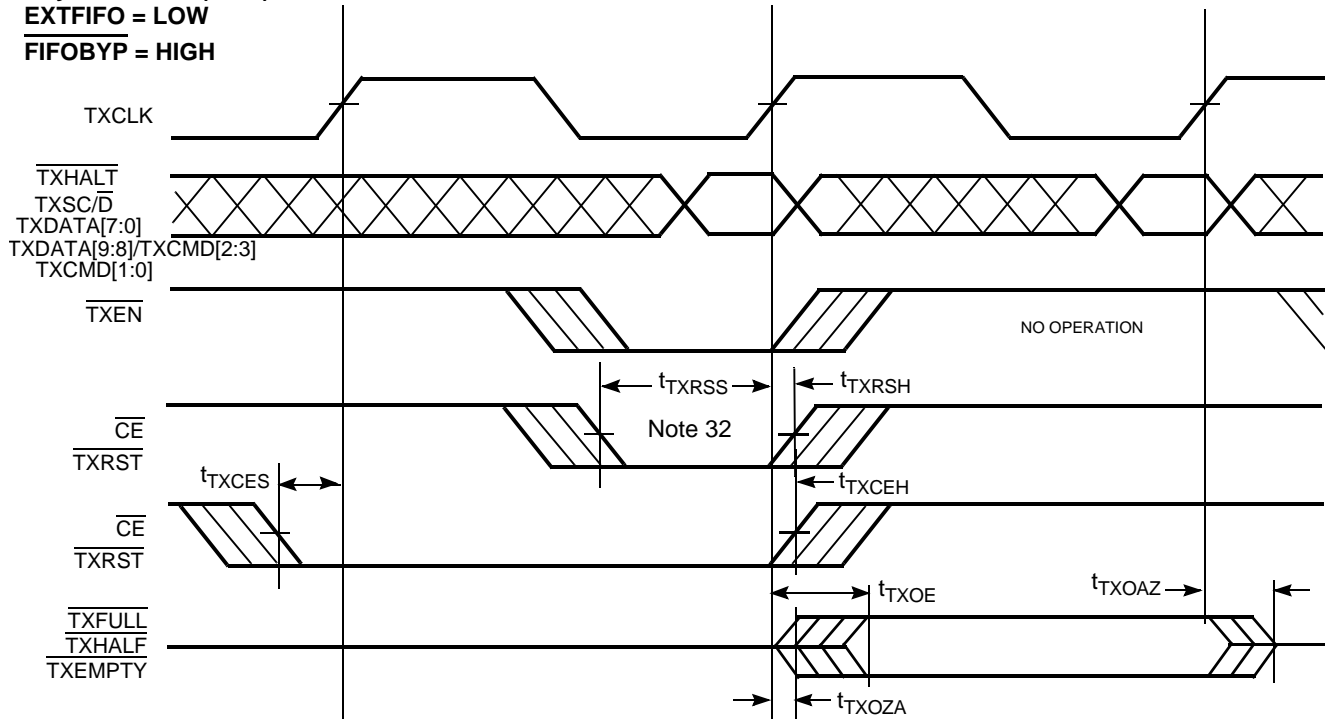 EXTFIFO = LOW
FIFOBYP = HIGH
TXCLK
TXHALT
TXSC/D
TXDATA[7:0]
TXDATA[9:8]/TXCMD[2:3]
TXCMD[1:0]
TXEN
NO OPERATION
tTXRSS
tTXRSH
CE
Note 32
TXRST
tTXCES
tTXCEH
CE
TXRST
tTXOE
tTXOAZ
TXFULL
TXHALF
TXEMPTY
tTXOZA